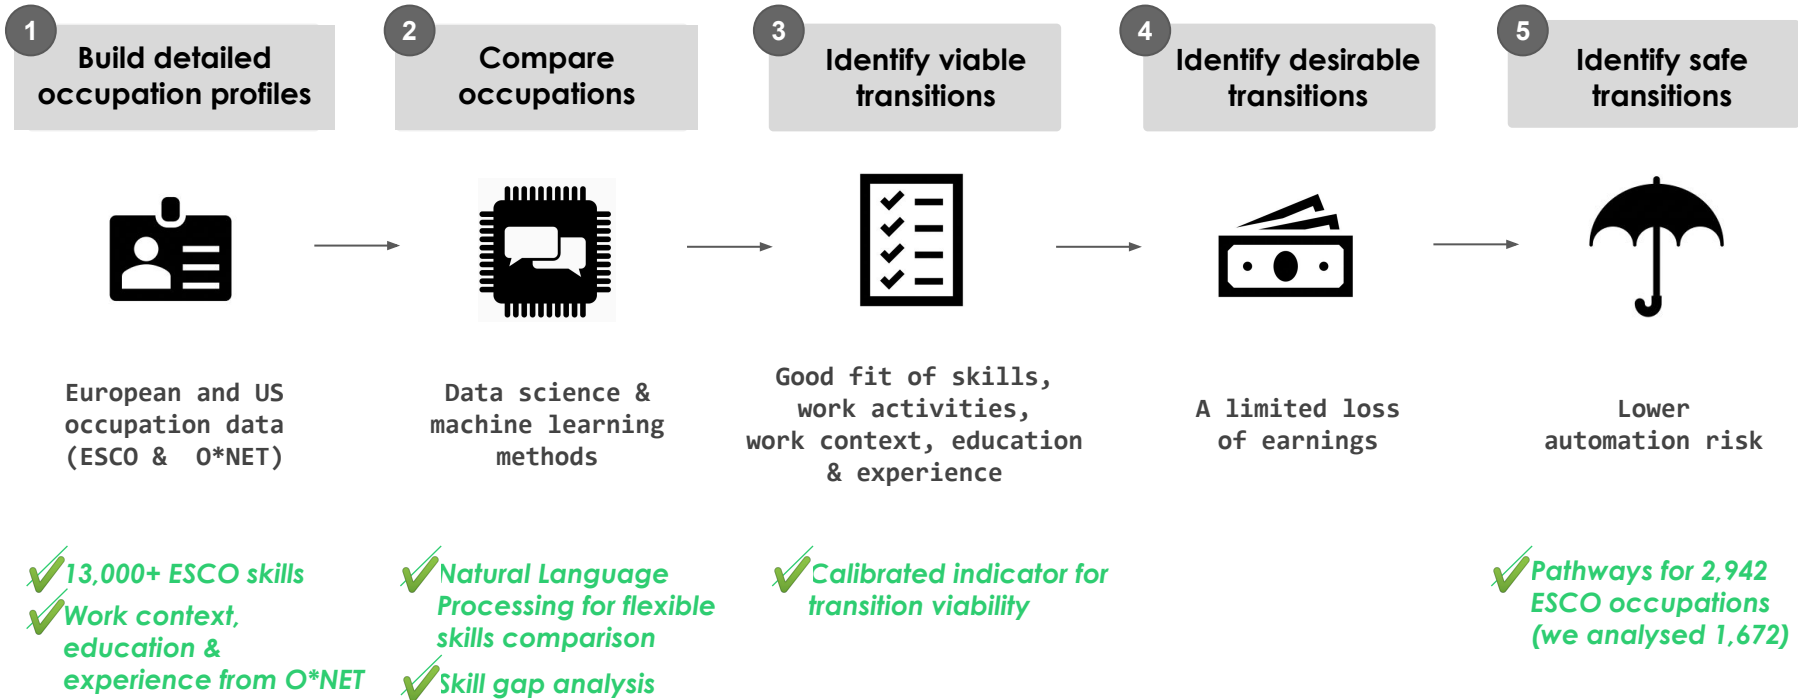 1
Build detailed
occupation profiles
European and US
occupation data
(ESCO & O*NET)
13,000+ ESCO skills
Work context,
education &
experience from O*NET
2
Compare
occupations
Data science &
machine learning
methods
Natural Language
Processing for flexible
skills comparison
Skill gap analysis
3
Identify viable
transitions
Good fit of skills,
work activities,
work context, education
& experience
Calibrated indicator for
transition viability
4
Identify desirable
transitions
A limited loss
of earnings
5
Identify safe
transitions
Lower
automation risk
Pathways for 2,942
ESCO occupations
(we analysed 1,672)